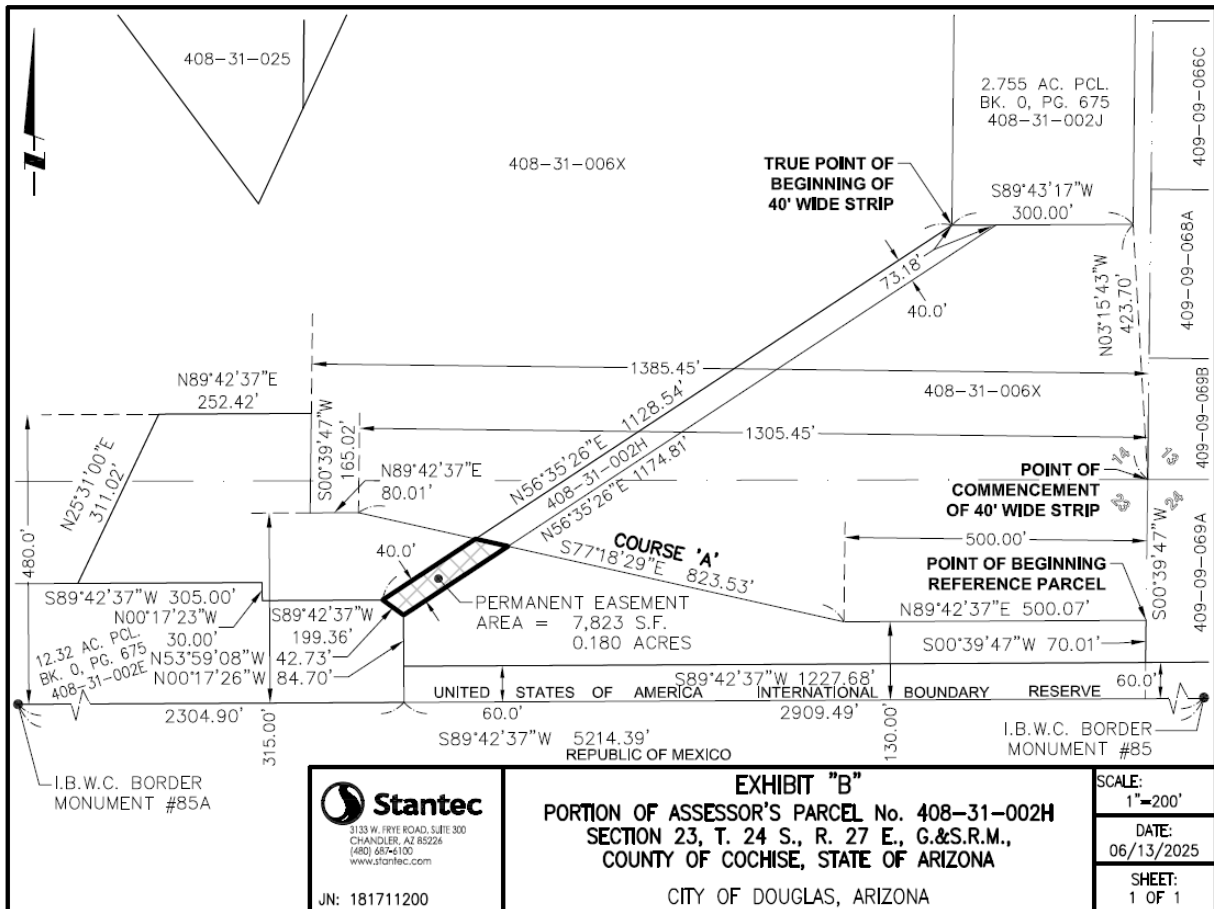 408-31-025
2.755 AC. PCL.
BK. 0, PG. 675
408-31-002J
409-09-066C
408-31-006X
TRUE POINT OF
BEGINNING OF
40' WIDE STRIP
S89°43'17"W
300.00'
409-09-068A
N
73.18'
40.0'
N03°15'43"W
423.70'
1385.45'
N89°42'37"E
252.42'
408-31-006X
409-09-069B
S00°39'47"W
165.02'
N56°35'26"E 1128.54'
408-31-002H
N56°35'26"E 1174.81'
1305.45'
N89°42'37"E
80.01'
14
13
23
24
POINT OF
COMMENCEMENT
OF 40' WIDE STRIP
N25°31'00"E
311.02'
480.0'
COURSE 'A'
S77°18'29"E 823.53'
500.00'
S00°39'47"W
409-09-069A
40.0'
POINT OF BEGINNING
REFERENCE PARCEL
S89°42'37"W 305.00'
N00°17'23"W
30.00'
S89°42'37"W
199.36'
PERMANENT EASEMENT
AREA = 7,823 S.F.
0.180 ACRES
N89°42'37"E 500.07'
S00°39'47"W 70.01'
12.32 AC. PCL.
BK. 0, PG. 675
408-31-002E
N53°59'08"W 42.73'
N00°17'26"W 84.70'
S89°42'37"W 1227.68'
60.0'
UNITED STATES OF AMERICA INTERNATIONAL BOUNDARY RESERVE
2304.90'
315.00'
60.0'
2909.49'
130.00'
S89°42'37"W 5214.39'
REPUBLIC OF MEXICO
I.B.W.C. BORDER
MONUMENT #85
I.B.W.C. BORDER
MONUMENT #85A
Stantec
3133 W. FRYE ROAD, SUITE 300
CHANDLER, AZ 85226
(480) 687-6100
www.stantec.com
JN: 181711200
EXHIBIT "B"
PORTION OF ASSESSOR'S PARCEL No. 408-31-002H
SECTION 23, T. 24 S., R. 27 E., G.&S.R.M.,
COUNTY OF COCHISE, STATE OF ARIZONA
CITY OF DOUGLAS, ARIZONA
SCALE:
1"=200'
DATE:
06/13/2025
SHEET:
1 OF 1